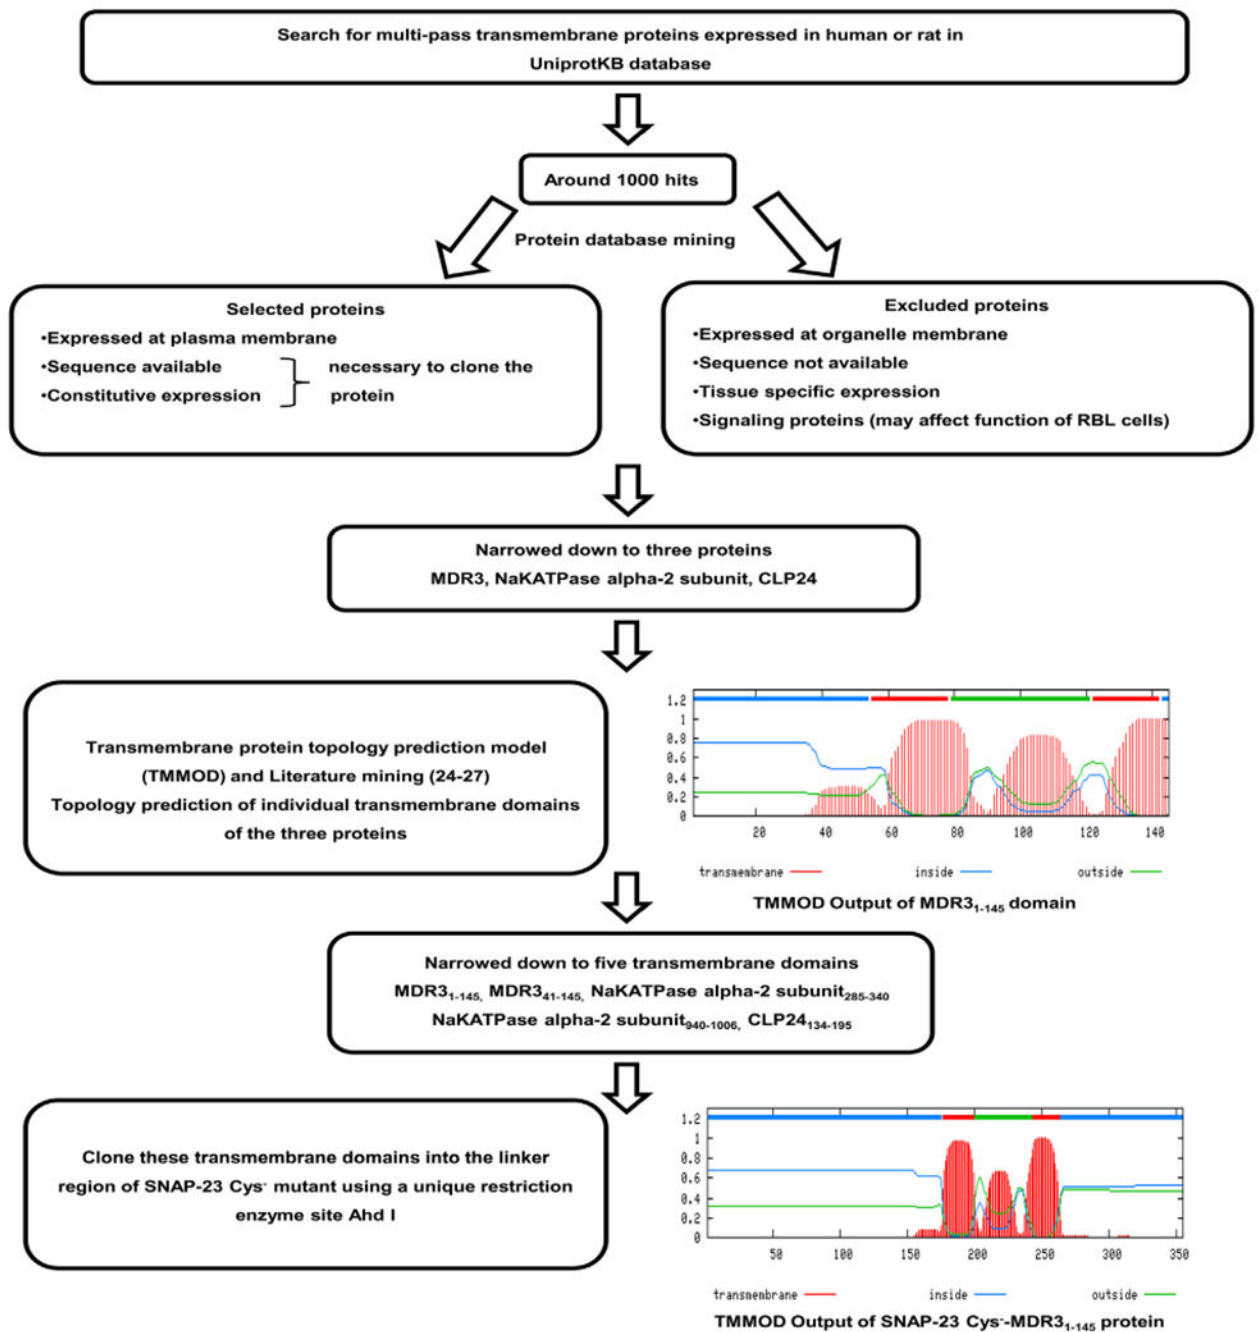 Search for multi-pass transmembrane proteins expressed in human or rat in
UniprotKB database
Around 1000 hits
Protein database mining
Selected proteins
•Expressed at plasma membrane
•Sequence available
•Constitutive expression
necessary to clone the
protein
Excluded proteins
•Expressed at organelle membrane
•Sequence not available
•Tissue specific expression
•Signaling proteins (may affect function of RBL cells)
Narrowed down to three proteins
MDR3, NaKATPase alpha-2 subunit, CLP24
Transmembrane protein topology prediction model
(TMMOD) and Literature mining (24-27)
Topology prediction of individual transmembrane domains
of the three proteins
1.2
1
0.8
0.6
0.4
0.2
0
20 40 60 80 100 120 140
transmembrane inside outside
TMMOD Output of MDR3₁₋₁₄₅ domain
Narrowed down to five transmembrane domains
MDR3₁₋₁₄₅, MDR3₄₁₋₁₄₅, NaKATPase alpha-2 subunit₂₈₅₋₃₄₀
NaKATPase alpha-2 subunit₉₄₀₋₁₀₀₆, CLP24₁₃₄₋₁₉₅
Clone these transmembrane domains into the linker
region of SNAP-23 Cys⁻ mutant using a unique restriction
enzyme site Ahd I
1.2
1
0.8
0.6
0.4
0.2
0
50 100 150 200 250 300 350
transmembrane inside outside
TMMOD Output of SNAP-23 Cys⁻-MDR3₁₋₁₄₅ protein